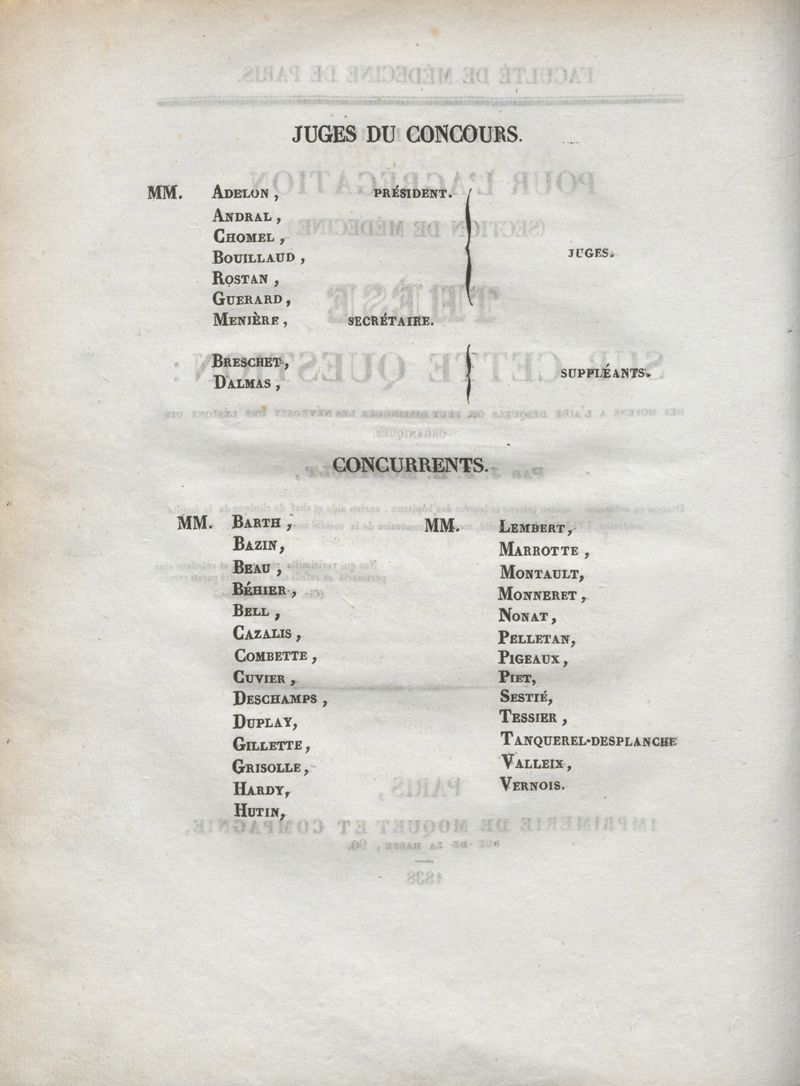 JUGES DU CONCOURS.
MM. ADELON, PRÉSIDENT.
ANDRAL,
CHOMEL,
BOUILLAUD,
JUGES.
ROSTAN,
GUERARD,
MENIÈRE, SECRÉTAIRE.
BRESCHET,
SUPPLÉANTS.
DALMAS,
CONCURRENTS.
MM. BARTH,
BAZIN,
BEAU,
BÉHIER,
BELL,
CAZALIS,
COMBETTE,
CUVIER,
DESCHAMPS,
DUPLAY,
GILLETTE,
GRISOLLE,
HARDY,
HUTIN,
MM. LEMBERT,
MARROTTE,
MONTAULT,
MONNERET,
NONAT,
PELLETAN,
PIGEAUX,
PIET,
SESTIÉ,
TESSIER,
TANQUEREL-DESPLANCHE
VALLEIX,
VERNOIS.